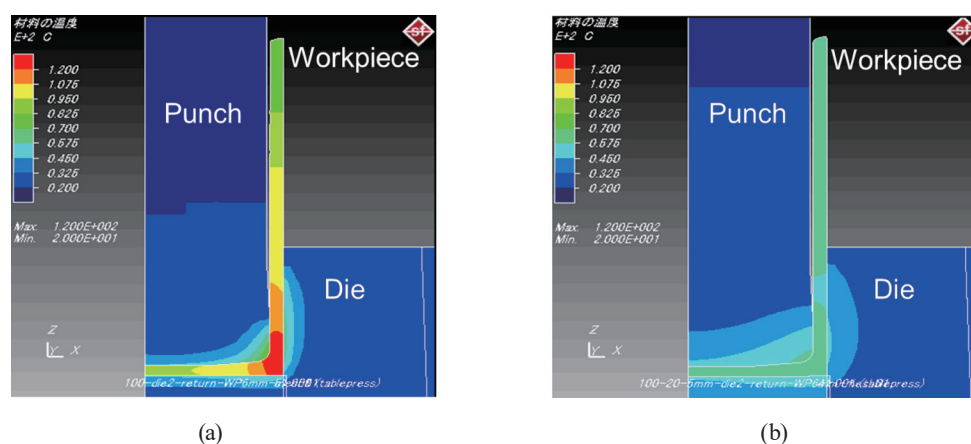 材料の温度
E+2 C
1.200
1.075
0.950
0.825
0.700
0.575
0.450
0.325
0.200
Max. 1.200E+002
Min. 2.000E+001
Z
Y X
sf
Workpiece
Punch
Die
(a)
材料の温度
E+2 C
1.200
1.075
0.950
0.825
0.700
0.575
0.450
0.325
0.200
Max. 1.200E+002
Min. 2.000E+001
Z
Y X
sf
Workpiece
Punch
Die
(b)